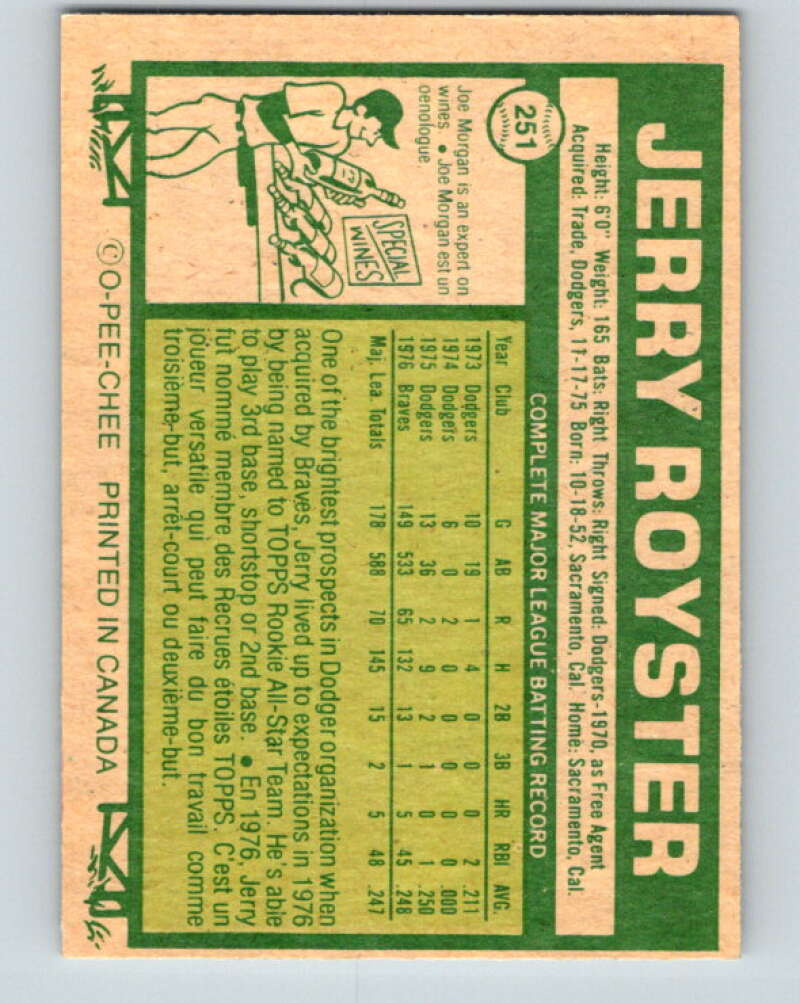 JERRY ROYSTER
251
Height: 6'0" Weight: 165 Bats: Right Throws: Right Signed: Dodgers-1970, as Free Agent
Acquired: Trade, Dodgers, 11-17-75 Born: 10-18-52, Sacramento, Cal. Home: Sacramento, Cal.
COMPLETE MAJOR LEAGUE BATTING RECORD
Year Club G AB R H 2B 3B HR RBI AVG.
1973 Dodgers 10 19 1 4 0 0 0 2 .211
1974 Dodgers 6 0 2 0 0 0 0 0 .000
1975 Dodgers 13 36 2 9 2 1 0 1 .250
1976 Braves 149 533 65 132 13 1 5 45 .248
Maj. Lea. Totals 178 588 70 145 15 2 5 48 .247
One of the brightest prospects in Dodger organization when
acquired by Braves, Jerry lived up to expectations in 1976
by being named to TOPPS Rookie All-Star Team. He's able
to play 3rd base, shortstop or 2nd base. • En 1976, Jerry
fut nommé membre des Recrues étoiles TOPPS. C'est un
joueur versatile qui peut faire du bon travail comme
troisième-but, arrêt-court ou deuxième-but.
Joe Morgan is an expert on
wines. • Joe Morgan est un
oenologue.
SPECIAL
WINES
©O-PEE-CHEE PRINTED IN CANADA